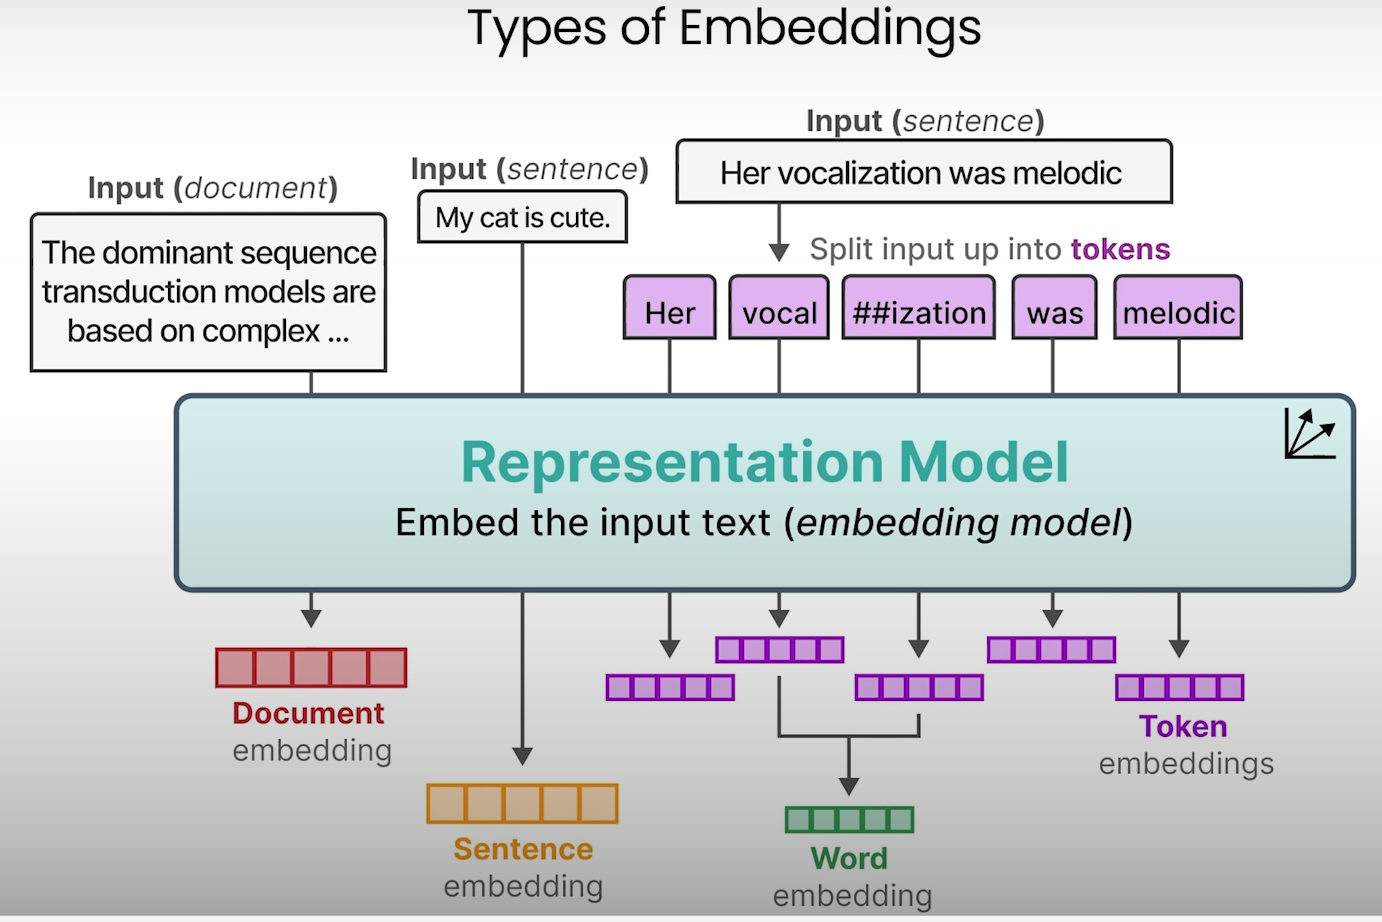 Types of Embeddings
Input (document)
The dominant sequence
transduction models are
based on complex ...
Input (sentence)
My cat is cute.
Input (sentence)
Her vocalization was melodic
Split input up into tokens
Her
vocal
##ization
was
melodic
Representation Model
Embed the input text (embedding model)
Document
embedding
Sentence
embedding
Word
embedding
Token
embeddings